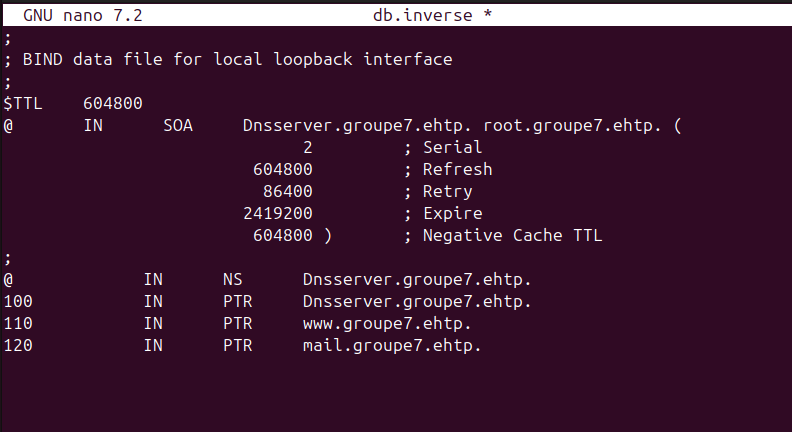 GNU nano 7.2 db.inverse *
;
; BIND data file for local loopback interface
;
$TTL 604800
@ IN SOA Dnsserver.groupe7.ehtp. root.groupe7.ehtp. (
2 ; Serial
604800 ; Refresh
86400 ; Retry
2419200 ; Expire
604800 ) ; Negative Cache TTL
;
@ IN NS Dnsserver.groupe7.ehtp.
100 IN PTR Dnsserver.groupe7.ehtp.
110 IN PTR www.groupe7.ehtp.
120 IN PTR mail.groupe7.ehtp.